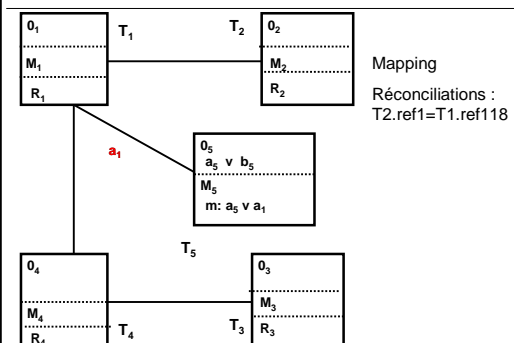 0₁
T₁
T₂
0₂
M₁
M₂
R₁
R₂
Mapping
Réconciliations :
T2.ref1=T1.ref118
a₁
0₅
a₅ v b₅
M₅
m: a₅ v a₁
T₅
0₄
0₃
M₄
M₃
R₄
T₄
T₃
R₃